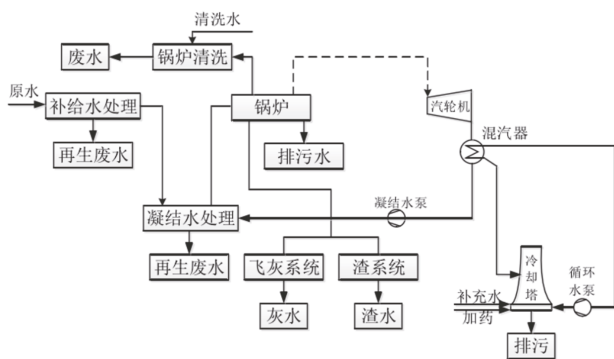 清洗水
废水
锅炉清洗
原水
补给水处理
锅炉
汽轮机
混汽器
再生废水
排污水
凝结水泵
凝结水处理
再生废水
飞灰系统
渣系统
冷却塔
循环
水泵
补充水
加药
灰水
渣水
排污